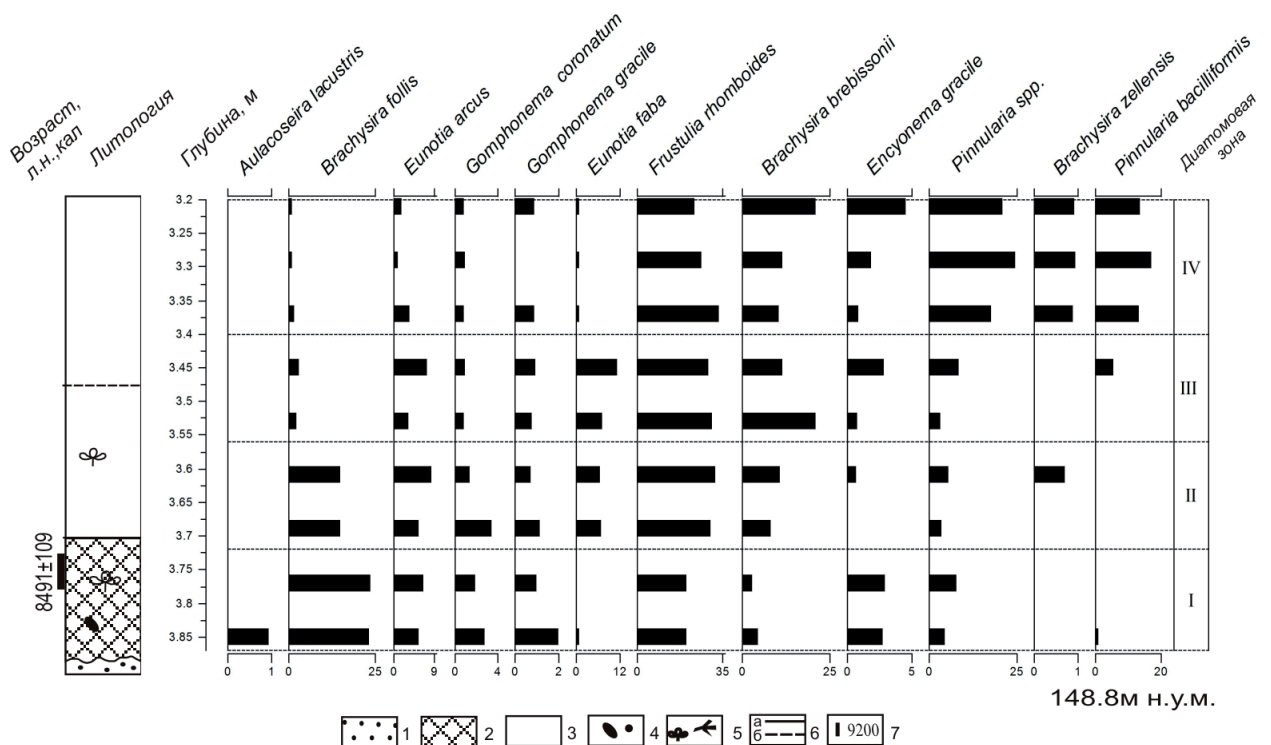 Возраст,
л.н.,кал
Литология
Глубина, м
Aulacoseira lacustris
Brachysira follis
Eunotia arcus
Gomphonema coronatum
Gomphonema gracile
Eunotia faba
Frustulia rhomboides
Brachysira brebissonii
Encyonema gracile
Pinnularia spp.
Brachysira zellensis
Pinnularia bacilliformis
Диатомовая
зона
3.2
3.25
3.3
3.35
3.4
3.45
3.5
3.55
3.6
3.65
3.7
3.75
3.8
3.85
8491±109
IV
III
II
I
0 1 0 25 0 9 0 4 0 2 0 12 0 35 0 25 0 5 0 25 0 1 0 20
148.8м н.у.м.
1 2 3 4 5 а б 6 9200 7